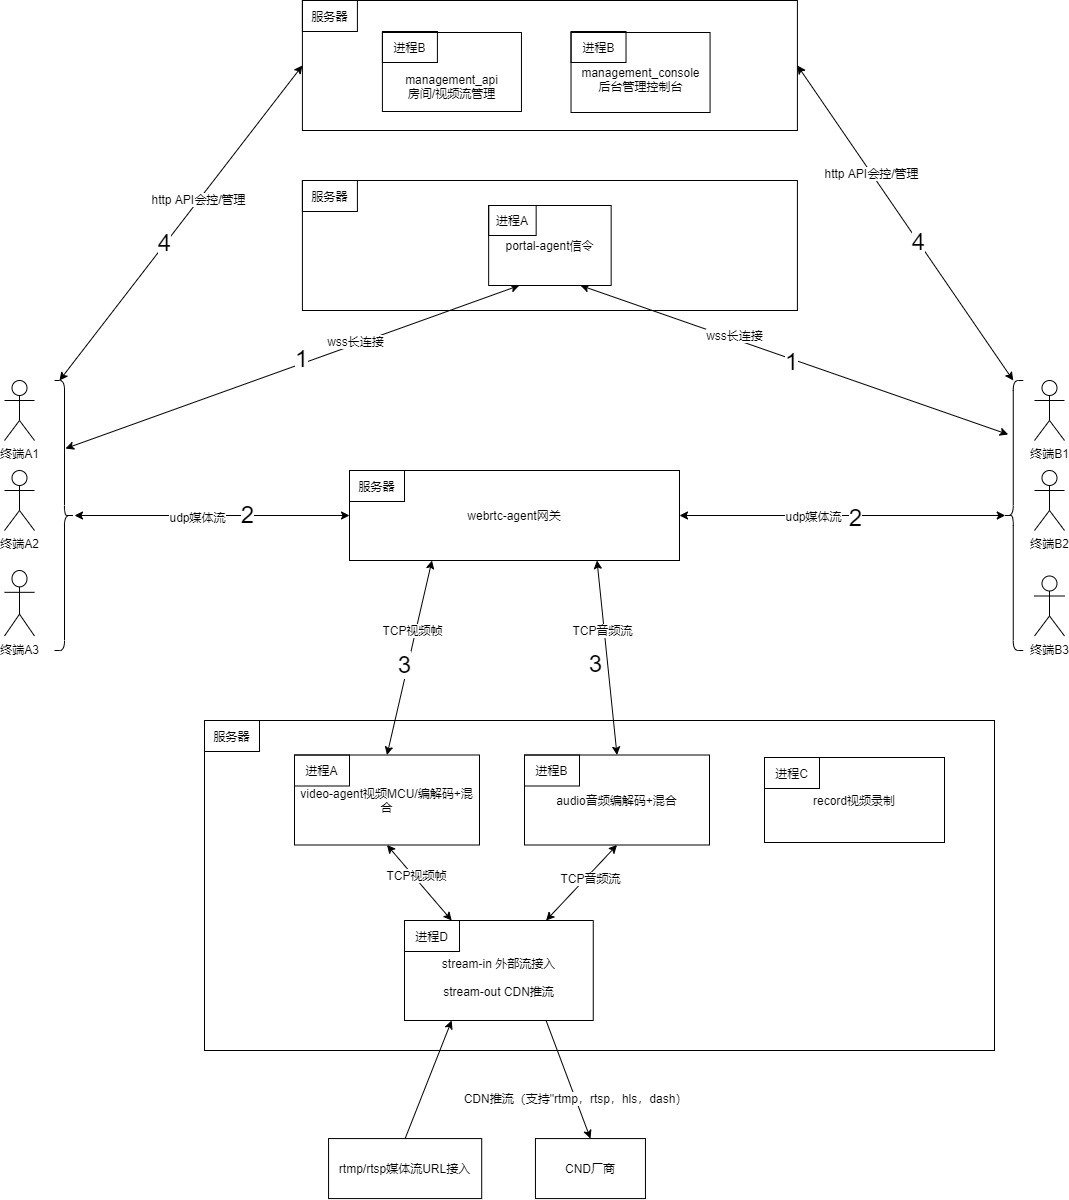 服务器
进程B
management_api
房间/视频流管理
进程B
management_console
后台管理控制台
http API会控/管理
4
http API会控/管理
4
服务器
进程A
portal-agent信令
wss长连接
1
wss长连接
1
终端A1
终端A2
终端A3
终端B1
终端B2
终端B3
服务器
webrtc-agent网关
udp媒体流
2
udp媒体流
2
TCP视频帧
3
TCP音频流
3
服务器
进程A
video-agent视频MCU/编解码+混
合
进程B
audio音频编解码+混合
进程C
record视频录制
TCP视频帧
TCP音频流
进程D
stream-in 外部流接入
stream-out CDN推流
CDN推流（支持"rtmp，rtsp，hls，dash）
rtmp/rtsp媒体流URL接入
CND厂商